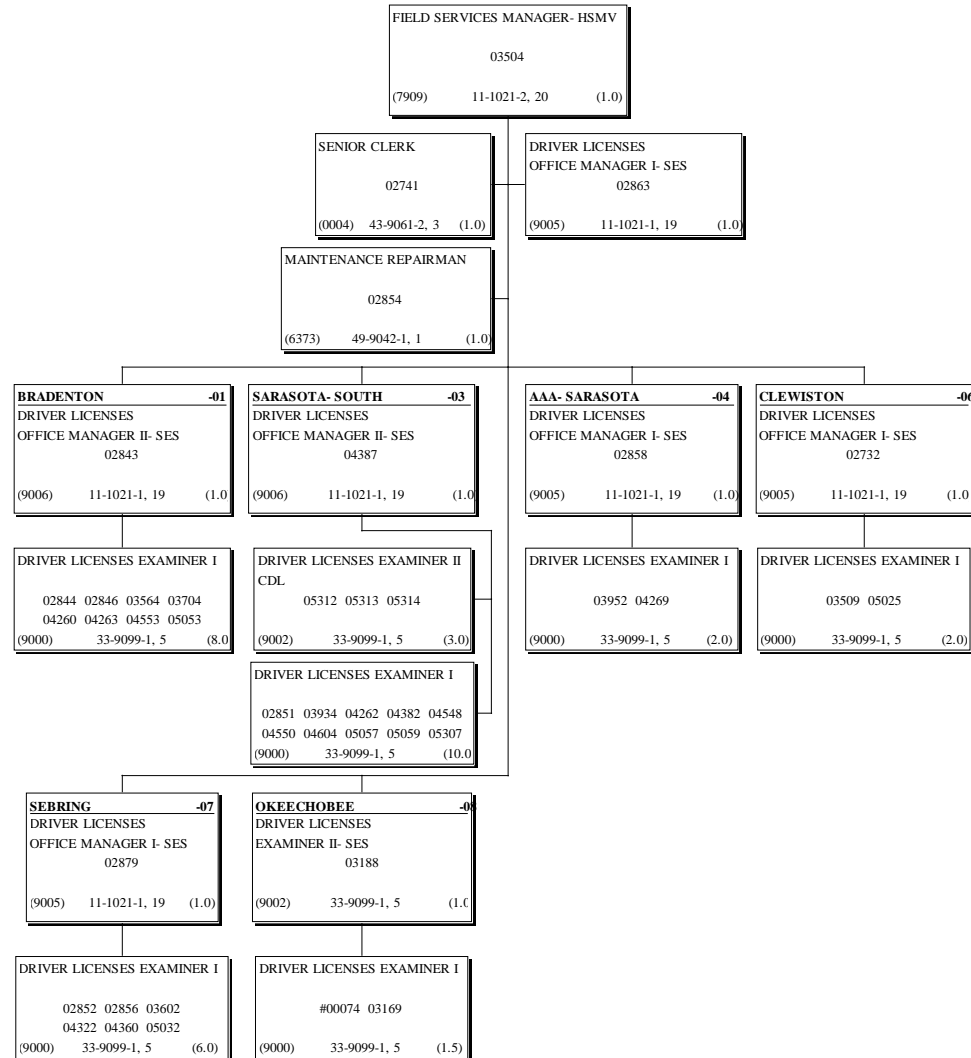 FIELD SERVICES MANAGER- HSMV
03504
(7909) 11-1021-2, 20 (1.0)
SENIOR CLERK
02741
(0004) 43-9061-2, 3 (1.0)
DRIVER LICENSES
OFFICE MANAGER I- SES
02863
(9005) 11-1021-1, 19 (1.0)
MAINTENANCE REPAIRMAN
02854
(6373) 49-9042-1, 1 (1.0)
BRADENTON -01
DRIVER LICENSES
OFFICE MANAGER II- SES
02843
(9006) 11-1021-1, 19 (1.0
SARASOTA- SOUTH -03
DRIVER LICENSES
OFFICE MANAGER II- SES
04387
(9006) 11-1021-1, 19 (1.0
AAA- SARASOTA -04
DRIVER LICENSES
OFFICE MANAGER I- SES
02858
(9005) 11-1021-1, 19 (1.0)
CLEWISTON -06
DRIVER LICENSES
OFFICE MANAGER I- SES
02732
(9005) 11-1021-1, 19 (1.0
DRIVER LICENSES EXAMINER I
02844 02846 03564 03704
04260 04263 04553 05053
(9000) 33-9099-1, 5 (8.0)
DRIVER LICENSES EXAMINER II
CDL
05312 05313 05314
(9002) 33-9099-1, 5 (3.0)
DRIVER LICENSES EXAMINER I
03952 04269
(9000) 33-9099-1, 5 (2.0)
DRIVER LICENSES EXAMINER I
03509 05025
(9000) 33-9099-1, 5 (2.0)
DRIVER LICENSES EXAMINER I
02851 03934 04262 04382 04548
04550 04604 05057 05059 05307
(9000) 33-9099-1, 5 (10.0
SEBRING -07
DRIVER LICENSES
OFFICE MANAGER I- SES
02879
(9005) 11-1021-1, 19 (1.0)
OKEECHOBEE -08
DRIVER LICENSES
EXAMINER II- SES
03188
(9002) 33-9099-1, 5 (1.0
DRIVER LICENSES EXAMINER I
02852 02856 03602
04322 04360 05032
(9000) 33-9099-1, 5 (6.0)
DRIVER LICENSES EXAMINER I
#00074 03169
(9000) 33-9099-1, 5 (1.5)